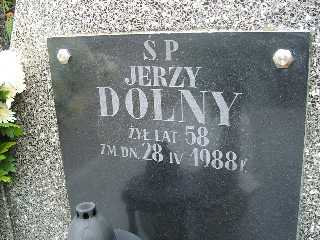 Ś P
JERZY
DOLNY
ŻYŁ LAT 58
ZM DN. 28 IV 1988 r.